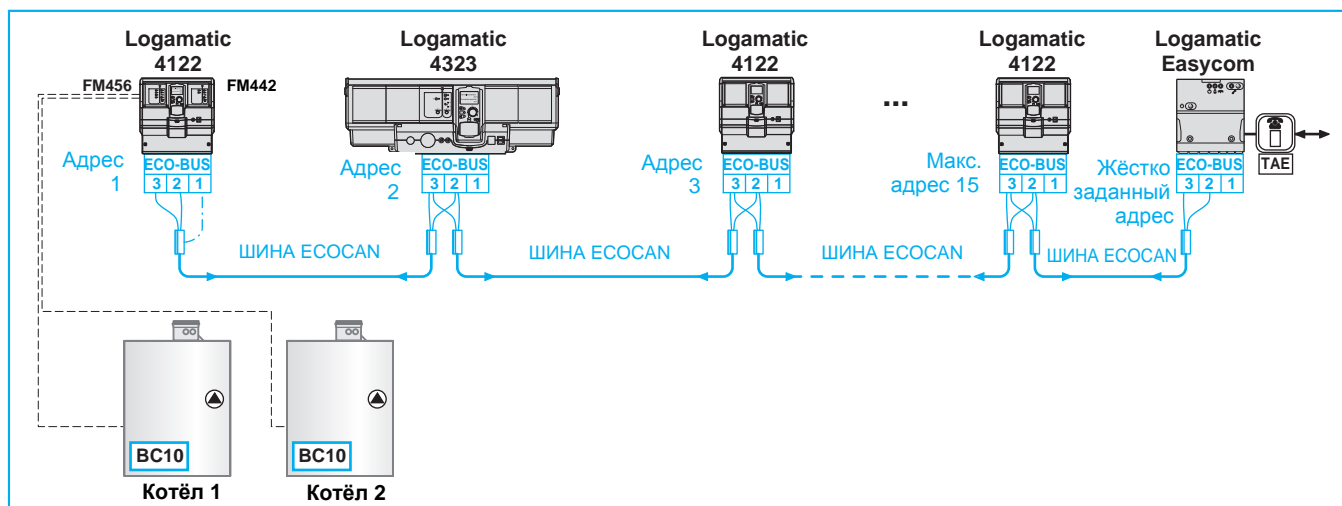 Logamatic
4122
Logamatic
4323
Logamatic
4122
Logamatic
4122
Logamatic
Easycom
FM456
FM442
...
Адрес
1
ECO-BUS
3 2 1
Адрес
2
ECO-BUS
3 2 1
Адрес
3
ECO-BUS
3 2 1
Макс.
адрес 15
ECO-BUS
3 2 1
Жёстко
заданный
адрес
ECO-BUS
3 2 1
TAE
ШИНА ECOCAN
ШИНА ECOCAN
ШИНА ECOCAN
ШИНА ECOCAN
BC10
BC10
Котёл 1
Котёл 2